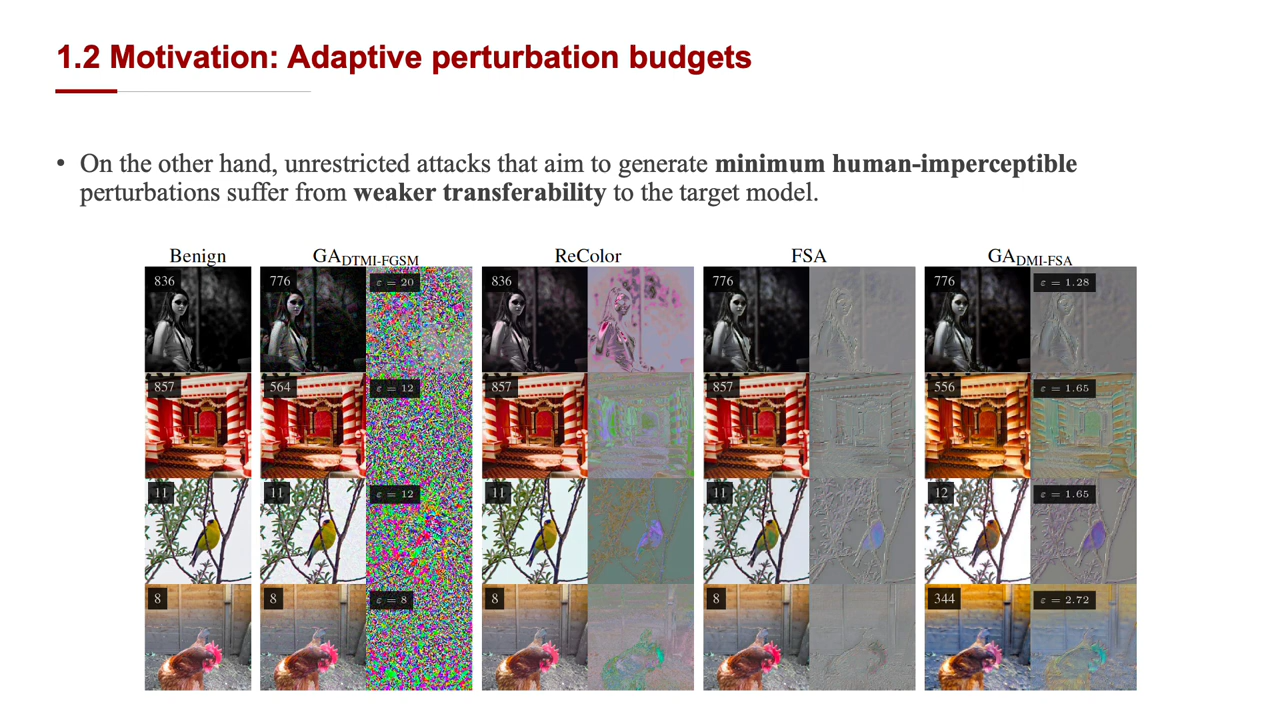 1.2 Motivation: Adaptive perturbation budgets
• On the other hand, unrestricted attacks that aim to generate minimum human-imperceptible
perturbations suffer from weaker transferability to the target model.
Benign GA_DTMI-FGSM ReColor FSA GA_DMI-FSA
836 776 ε = 20 836 776 776 ε = 1.28
857 564 ε = 12 857 857 556 ε = 1.65
11 11 ε = 12 11 11 12 ε = 1.65
8 8 ε = 8 8 8 344 ε = 2.72